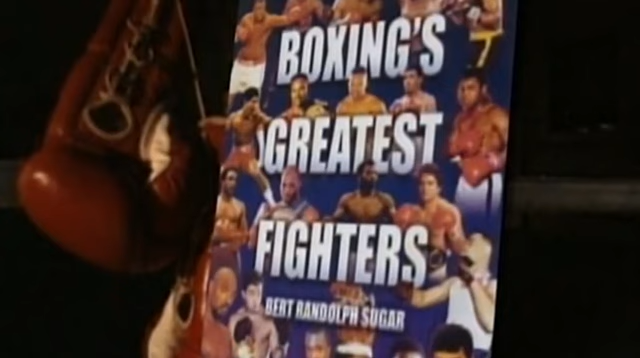 BOXING'S
GREATEST
FIGHTERS
BERT RANDOLPH SUGAR